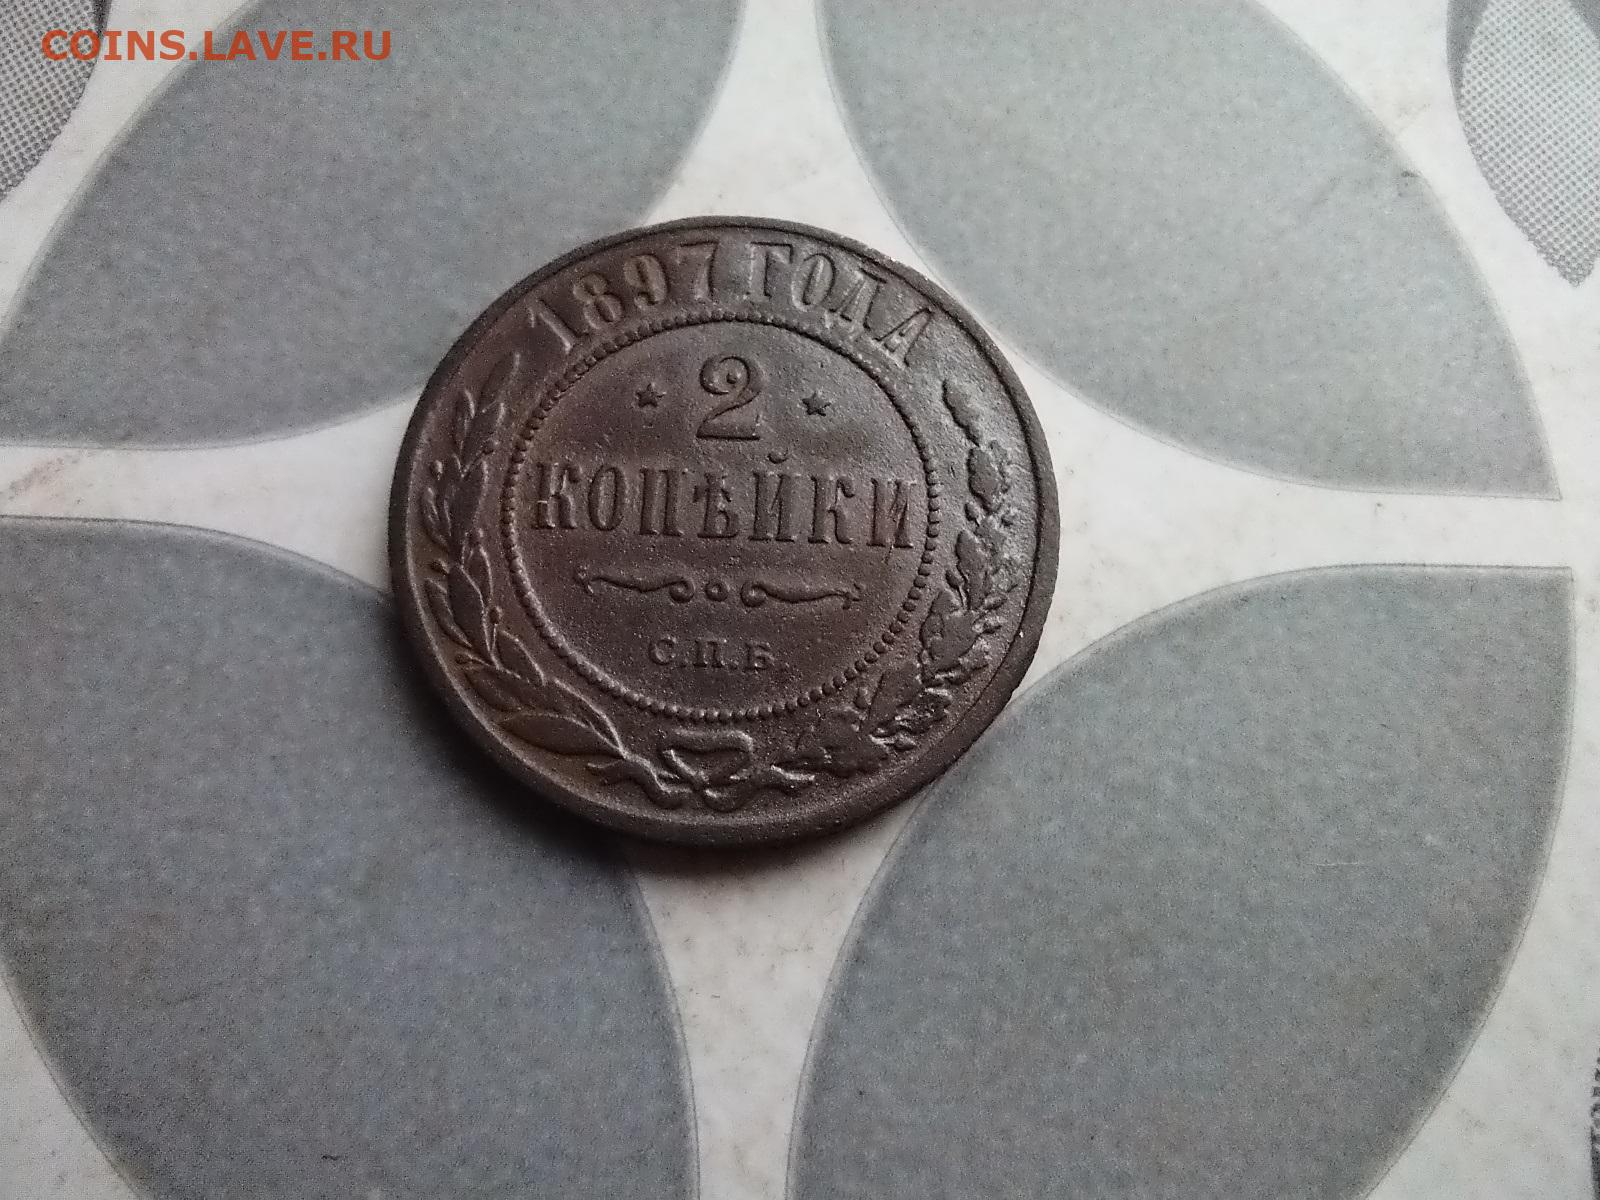 COINS.LAVE.RU
1897 ГОДА
2
КОПѢЙКИ
С.П.Б.